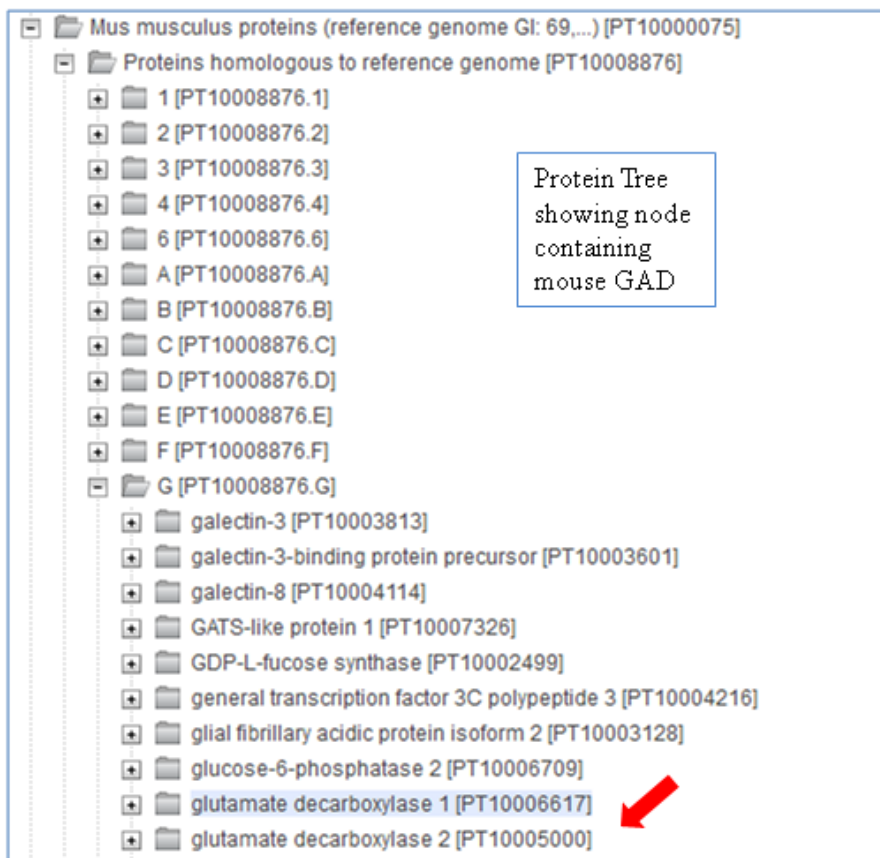 Mus musculus proteins (reference genome GI: 69,...) [PT10000075]
Proteins homologous to reference genome [PT10008876]
1 [PT10008876.1]
2 [PT10008876.2]
3 [PT10008876.3]
4 [PT10008876.4]
6 [PT10008876.6]
A [PT10008876.A]
B [PT10008876.B]
C [PT10008876.C]
D [PT10008876.D]
E [PT10008876.E]
F [PT10008876.F]
G [PT10008876.G]
galectin-3 [PT10003813]
galectin-3-binding protein precursor [PT10003601]
galectin-8 [PT10004114]
GATS-like protein 1 [PT10007326]
GDP-L-fucose synthase [PT10002499]
general transcription factor 3C polypeptide 3 [PT10004216]
glial fibrillary acidic protein isoform 2 [PT10003128]
glucose-6-phosphatase 2 [PT10006709]
glutamate decarboxylase 1 [PT10006617]
glutamate decarboxylase 2 [PT10005000]
Protein Tree
showing node
containing
mouse GAD